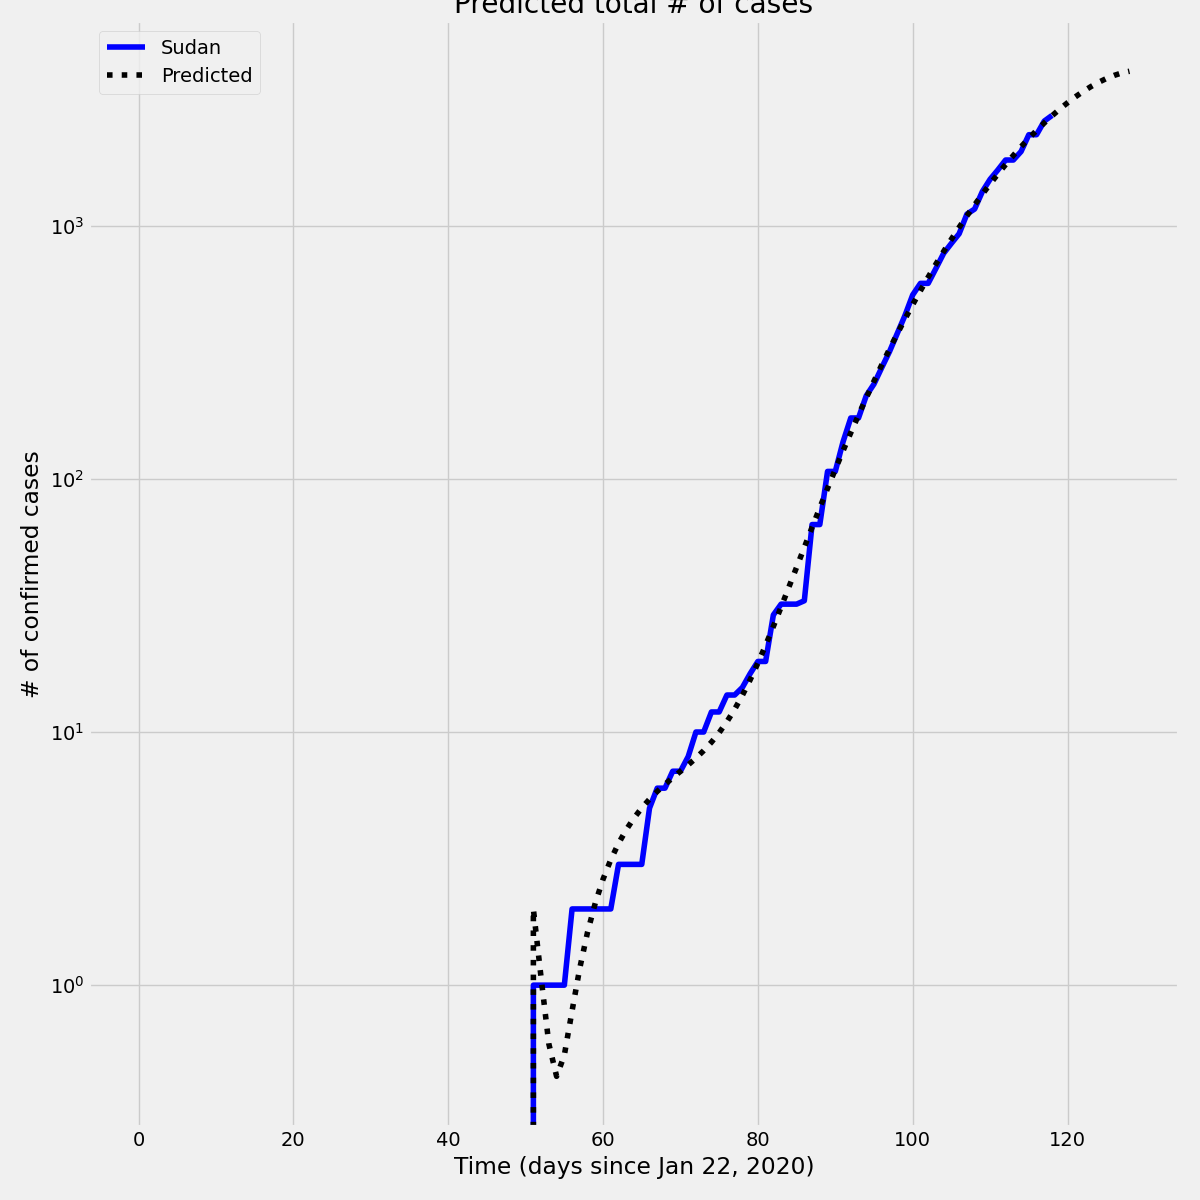 Predicted total # of cases
Sudan
Predicted
10³
10²
10¹
10⁰
# of confirmed cases
0 20 40 60 80 100 120
Time (days since Jan 22, 2020)